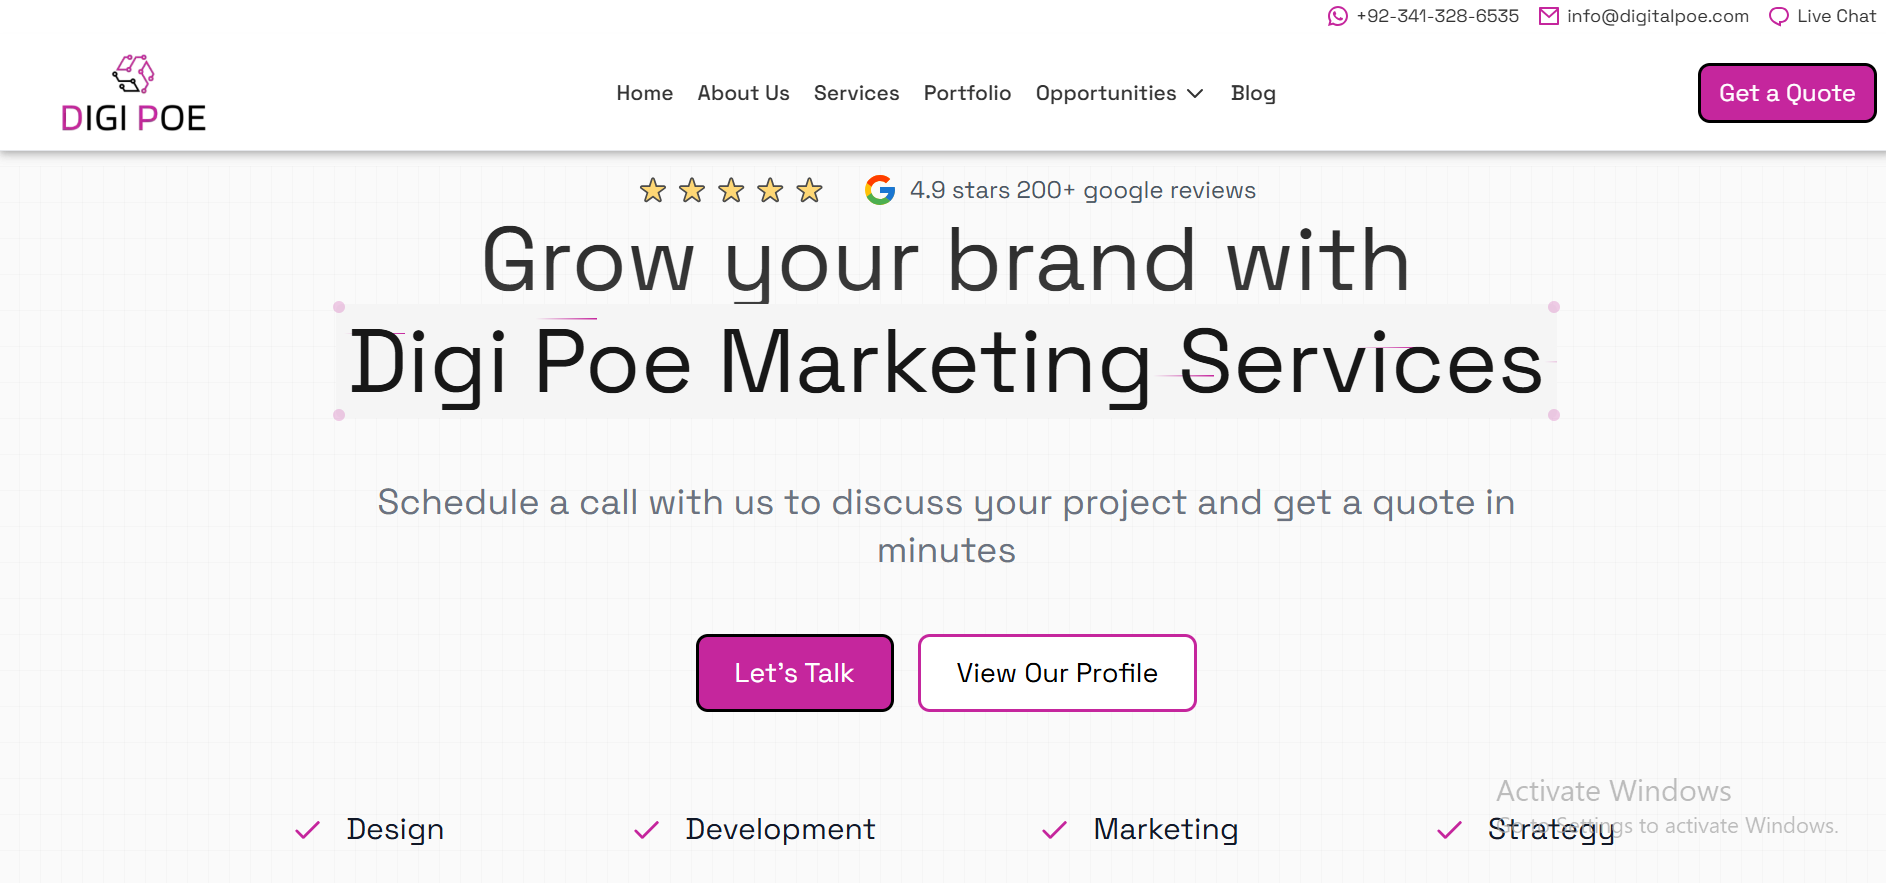 +92-341-328-6535 info@digitalpoe.com Live Chat
DIGI POE
Home About Us Services Portfolio Opportunities Blog
Get a Quote
4.9 stars 200+ google reviews
Grow your brand with
Digi Poe Marketing Services
Schedule a call with us to discuss your project and get a quote in
minutes
Let's Talk View Our Profile
Design Development Marketing Strategy
Activate Windows
Go to Settings to activate Windows.